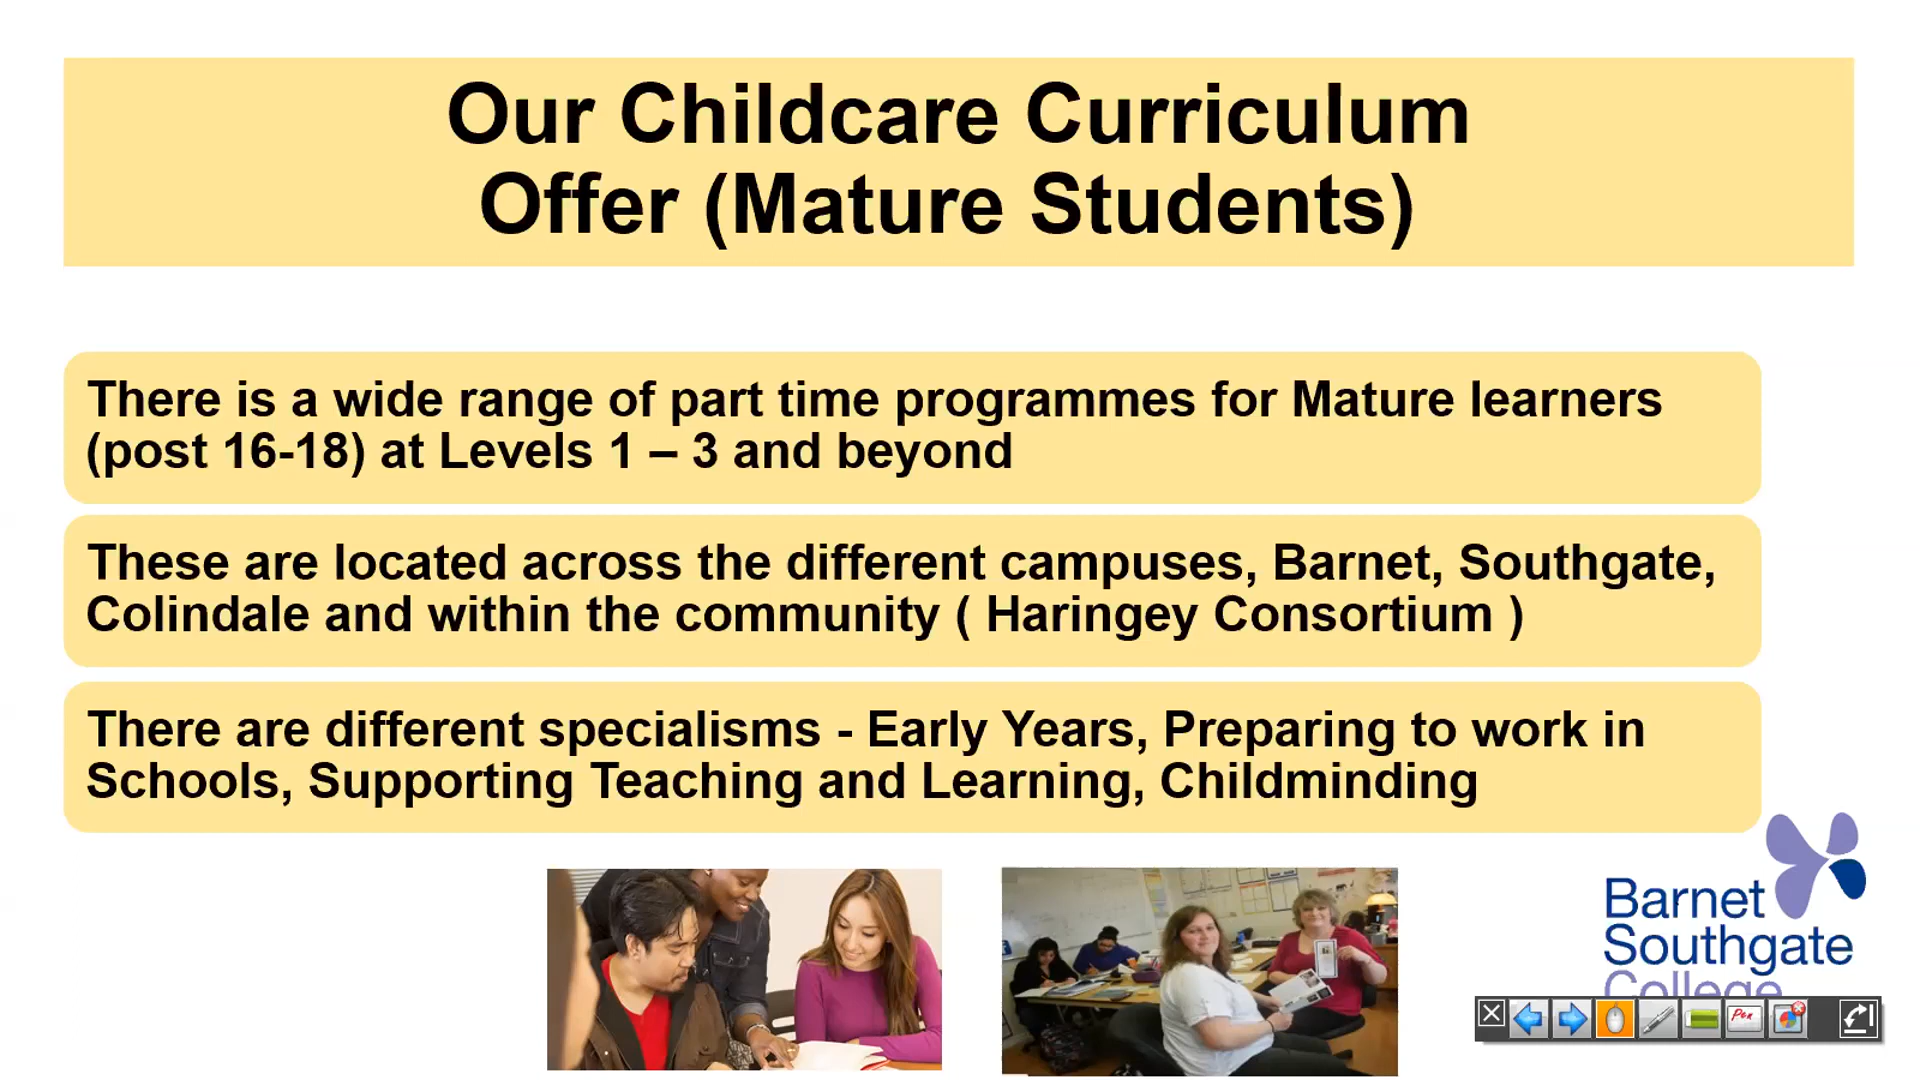 Our Childcare Curriculum
Offer (Mature Students)
There is a wide range of part time programmes for Mature learners
(post 16-18) at Levels 1 – 3 and beyond
These are located across the different campuses, Barnet, Southgate,
Colindale and within the community ( Haringey Consortium )
There are different specialisms - Early Years, Preparing to work in
Schools, Supporting Teaching and Learning, Childminding
Barnet
Southgate
College
Pen